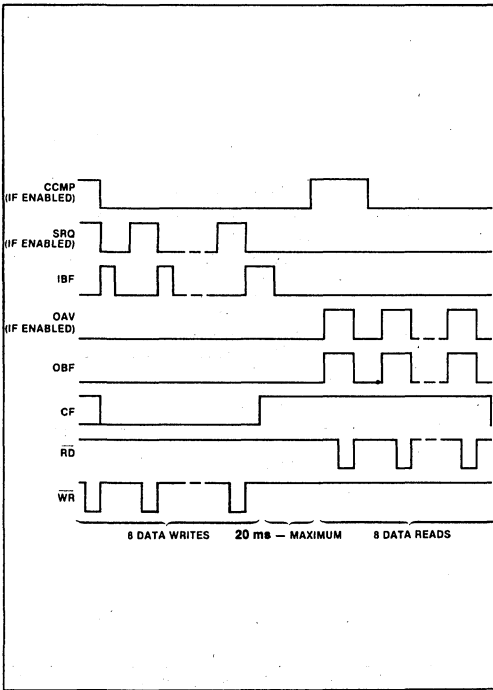 CCMP
(IF ENABLED)
SRQ
(IF ENABLED)
IBF
OAV
(IF ENABLED)
OBF
CF
RD
WR
8 DATA WRITES 20 ms — MAXIMUM 8 DATA READS